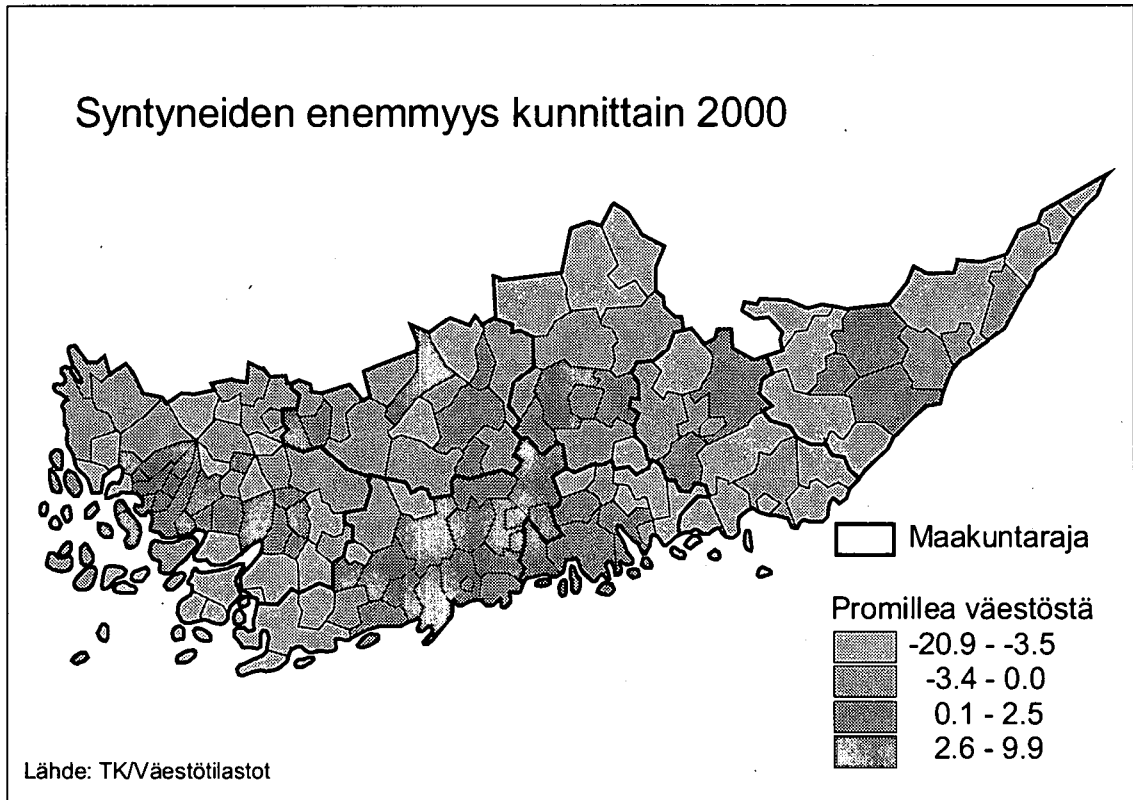 Syntyneiden enemmyys kunnittain 2000
Maakuntaraja
Promillea väestöstä
-20.9 - -3.5
-3.4 - 0.0
0.1 - 2.5
2.6 - 9.9
Lähde: TK/Väestötilastot